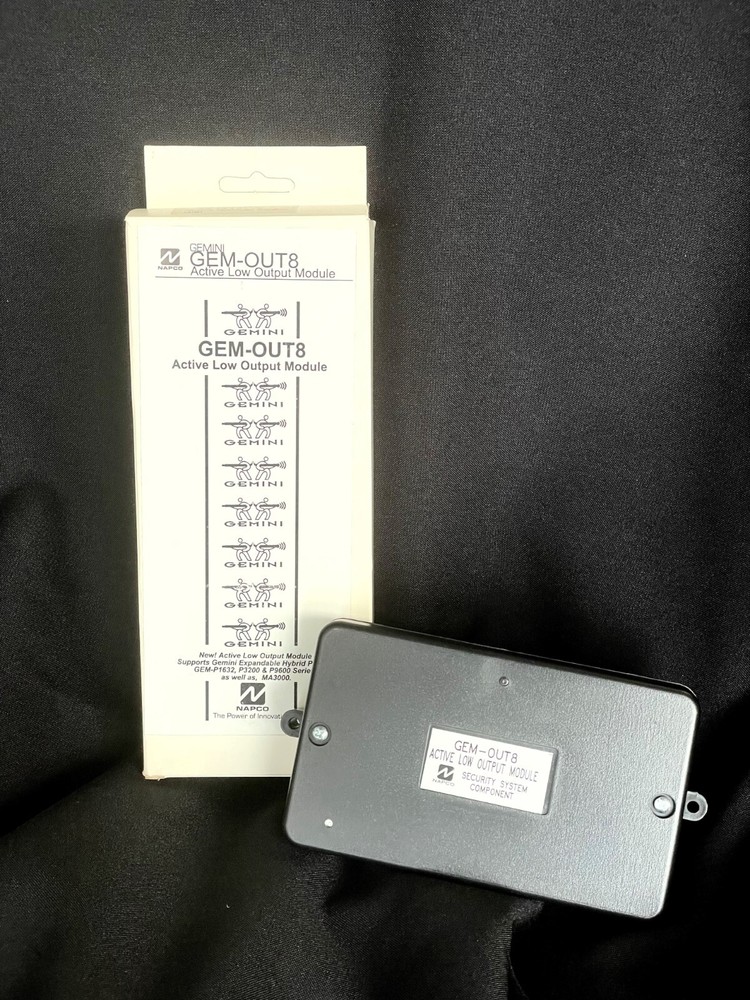 GEMINI
GEM-OUT8
NAPCO
Active Low Output Module
GEMINI
GEM-OUT8
Active Low Output Module
GEMINI
GEMINI
GEMINI
GEMINI
GEMINI
GEMINI
GEMINI
New! Active Low Output Module
Supports Gemini Expandable Hybrid P
GEM-P1632, P3200 & P9600 Serie
as well as, MA3000.
NAPCO
The Power of Innovat
GEM-OUT8
ACTIVE LOW OUTPUT MODULE
NAPCO
SECURITY SYSTEM
COMPONENT